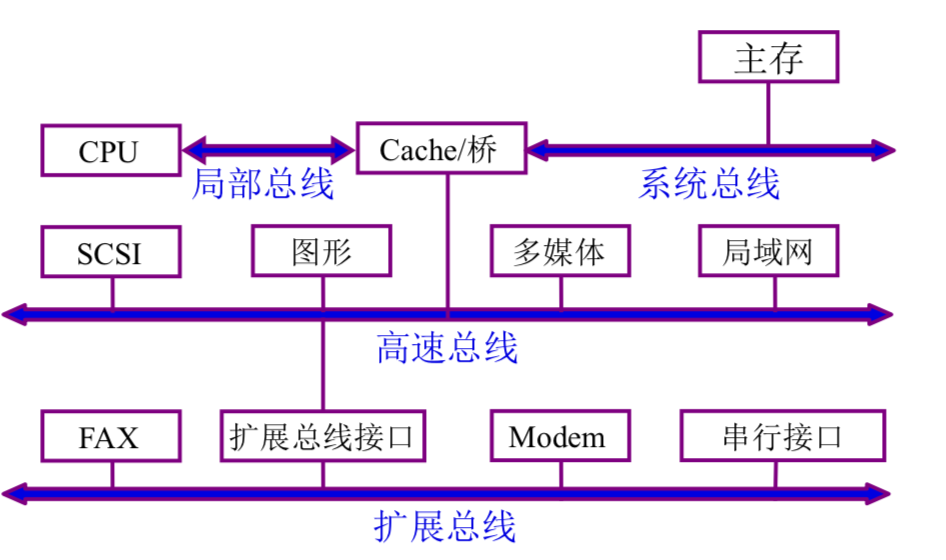 主存
CPU
Cache/桥
局部总线
系统总线
SCSI
图形
多媒体
局域网
高速总线
FAX
扩展总线接口
Modem
串行接口
扩展总线